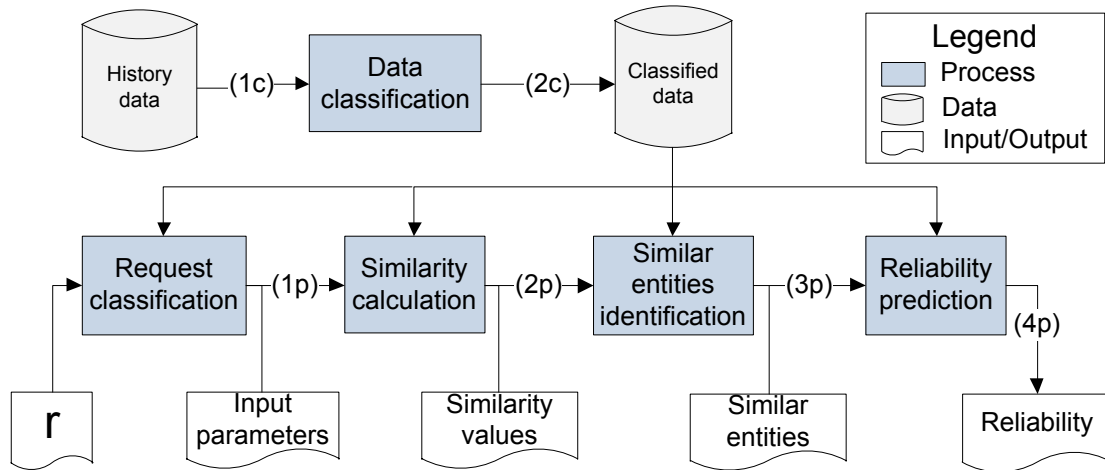 History
data
(1c)
Data
classification
(2c)
Classified
data
Legend
Process
Data
Input/Output
Request
classification
(1p)
Similarity
calculation
(2p)
Similar
entities
identification
(3p)
Reliability
prediction
(4p)
r
Input
parameters
Similarity
values
Similar
entities
Reliability